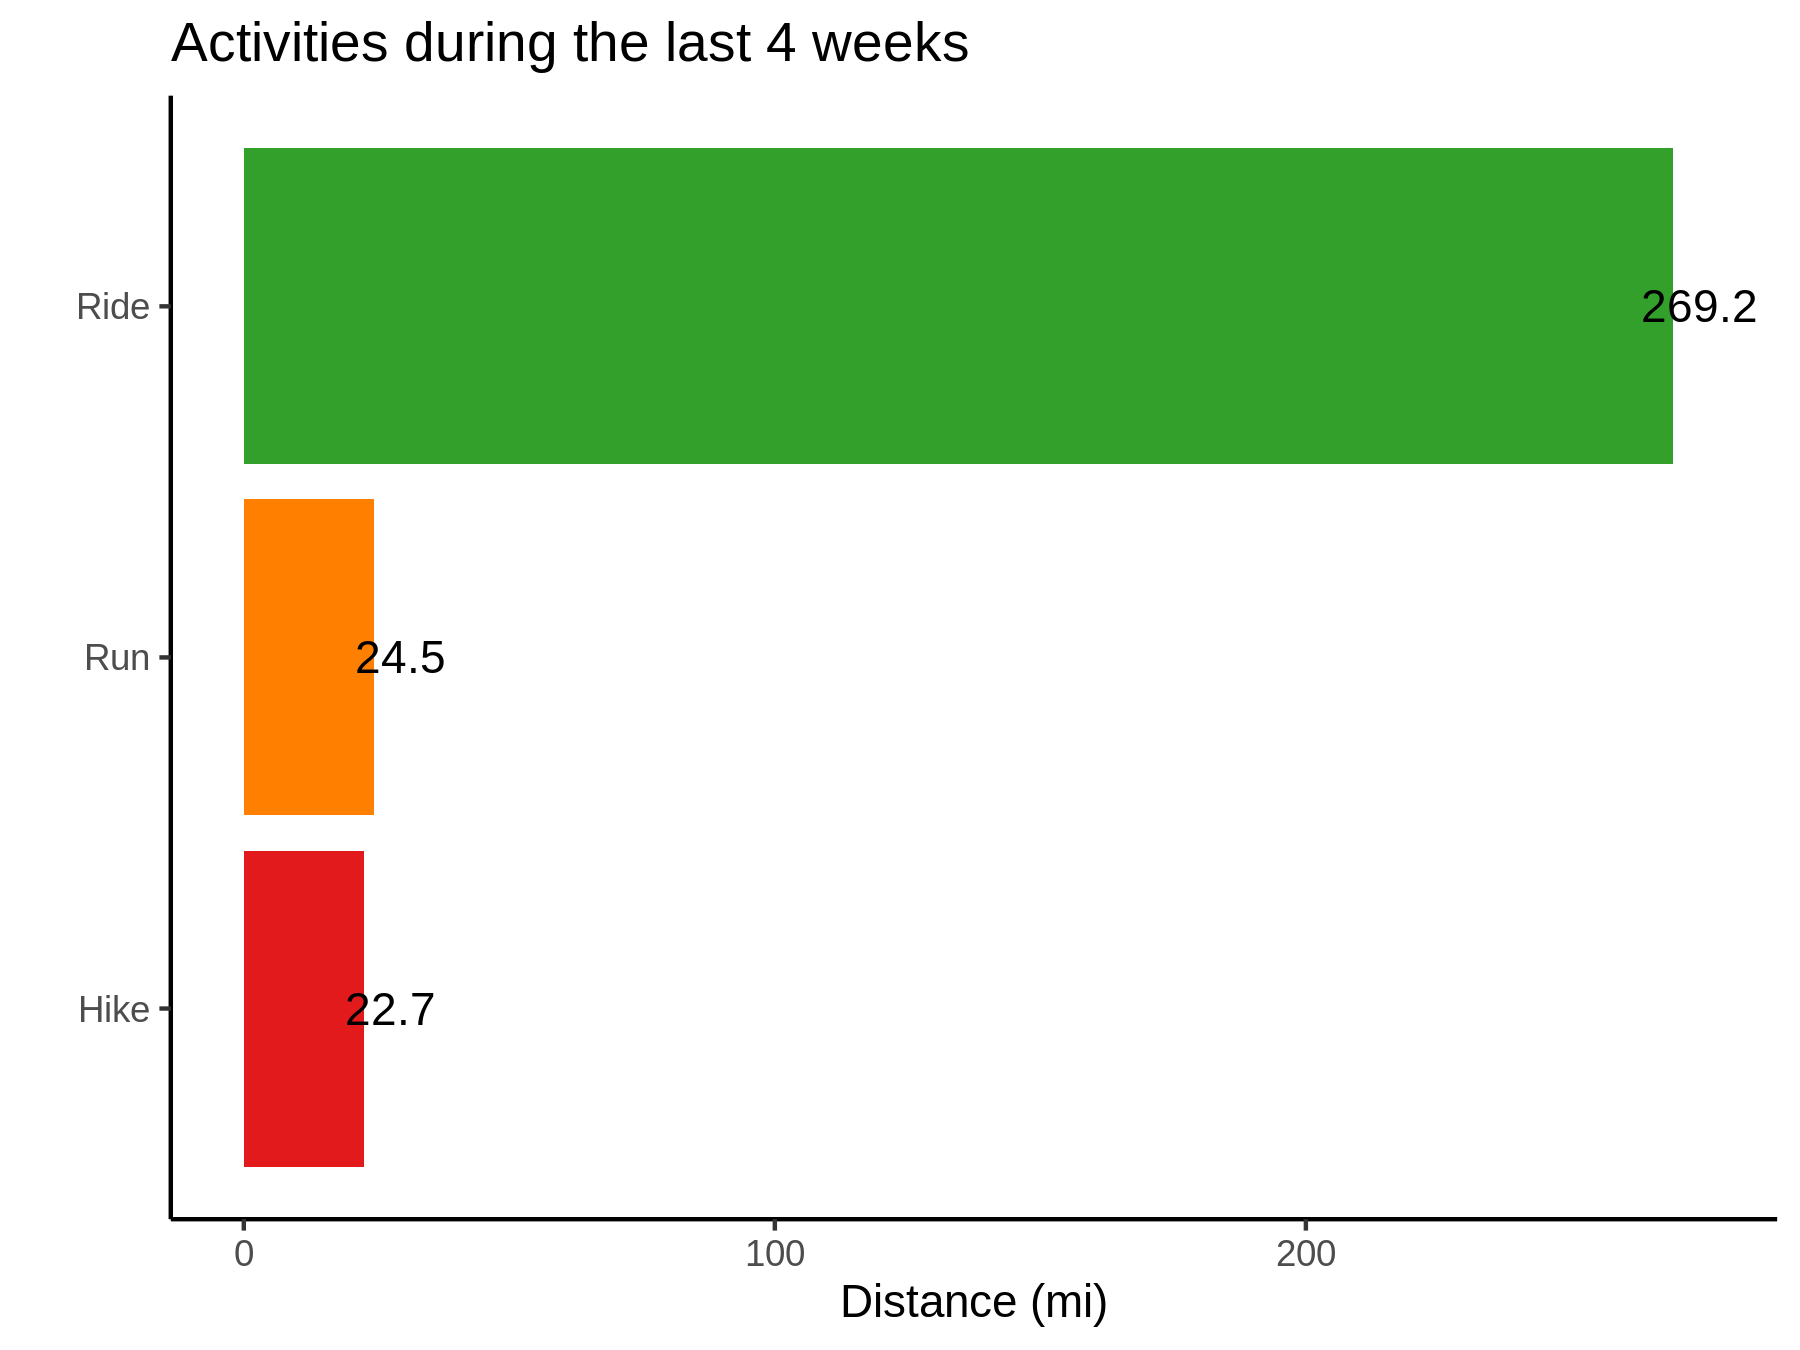 Activities during the last 4 weeks
Ride
269.2
Run
24.5
Hike
22.7
0 100 200
Distance (mi)